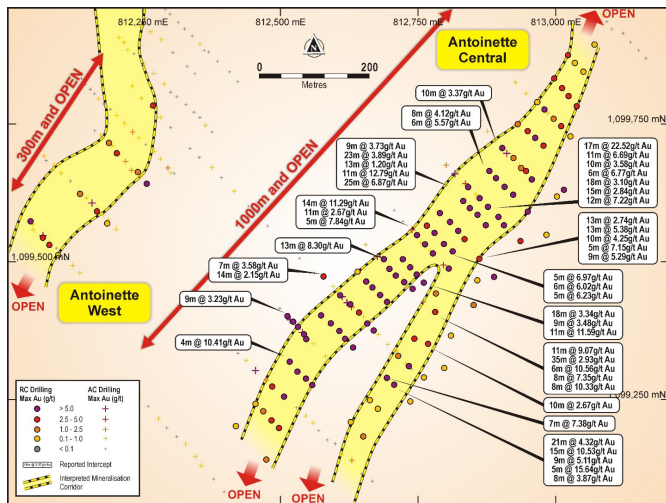 812,250 mE
812,500 mE
812,750 mE
813,000 mE
OPEN
Antoinette
Central
N
0
200
Metres
300m and OPEN
1000m and OPEN
1,099,750 mN
10m @ 3.37g/t Au
8m @ 4.12g/t Au
6m @ 5.57g/t Au
9m @ 3.73g/t Au
23m @ 3.89g/t Au
13m @ 1.20g/t Au
11m @ 12.79g/t Au
25m @ 6.87g/t Au
17m @ 22.52g/t Au
11m @ 6.69g/t Au
10m @ 3.58g/t Au
6m @ 6.77g/t Au
18m @ 3.10g/t Au
15m @ 2.84g/t Au
12m @ 7.22g/t Au
14m @ 11.29g/t Au
11m @ 2.67g/t Au
5m @ 7.84g/t Au
13m @ 2.74g/t Au
13m @ 5.38g/t Au
10m @ 4.25g/t Au
5m @ 7.15g/t Au
9m @ 5.29g/t Au
13m @ 8.30g/t Au
1,099,500 mN
7m @ 3.58g/t Au
14m @ 2.15g/t Au
5m @ 6.97g/t Au
6m @ 6.02g/t Au
5m @ 6.23g/t Au
OPEN
Antoinette
West
9m @ 3.23g/t Au
18m @ 3.34g/t Au
9m @ 3.48g/t Au
11m @ 11.59g/t Au
4m @ 10.41g/t Au
11m @ 9.07g/t Au
35m @ 2.93g/t Au
6m @ 10.56g/t Au
8m @ 7.35g/t Au
8m @ 10.33g/t Au
1,099,250 mN
10m @ 2.67g/t Au
7m @ 7.38g/t Au
21m @ 4.32g/t Au
15m @ 10.53g/t Au
9m @ 5.11g/t Au
5m @ 15.64g/t Au
8m @ 3.87g/t Au
RC Drilling
Max Au (g/t)
AC Drilling
Max Au (g/t)
> 5.0
2.5 - 5.0
1.0 - 2.5
0.1 - 1.0
< 0.1
Reported Intercept
Interpreted Mineralisation
Corridor
OPEN
OPEN